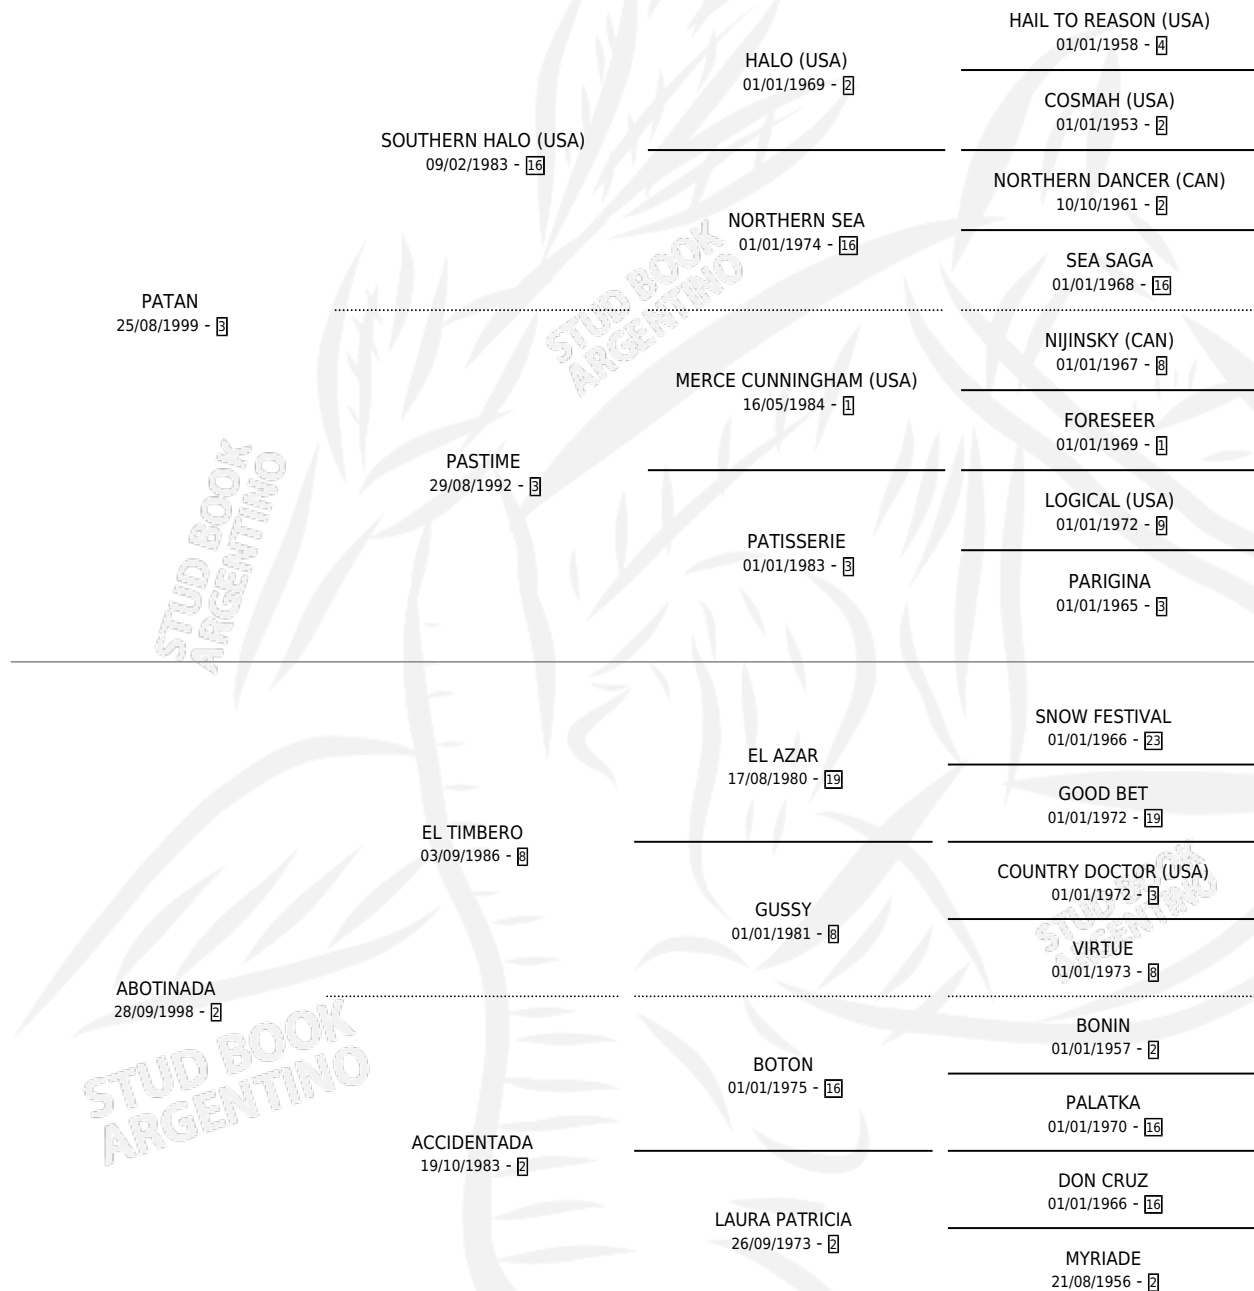 HAIL TO REASON (USA)
01/01/1958 - 4
HALO (USA)
01/01/1969 - 2
COSMAH (USA)
01/01/1953 - 2
SOUTHERN HALO (USA)
09/02/1983 - 16
NORTHERN DANCER (CAN)
10/10/1961 - 2
NORTHERN SEA
01/01/1974 - 16
SEA SAGA
01/01/1968 - 16
PATAN
25/08/1999 - 3
STUD BOOK
ARGENTINO
NIJINSKY (CAN)
01/01/1967 - 8
MERCE CUNNINGHAM (USA)
16/05/1984 - 1
FORESEER
01/01/1969 - 1
PASTIME
29/08/1992 - 3
LOGICAL (USA)
01/01/1972 - 9
PATISSERIE
01/01/1983 - 3
PARIGINA
01/01/1965 - 3
STUD BOOK
ARGENTINO
SNOW FESTIVAL
01/01/1966 - 23
EL AZAR
17/08/1980 - 19
GOOD BET
01/01/1972 - 19
EL TIMBERO
03/09/1986 - 8
COUNTRY DOCTOR (USA)
01/01/1972 - 3
STUD BOOK
ARGENTINO
GUSSY
01/01/1981 - 8
VIRTUE
01/01/1973 - 8
ABOTINADA
28/09/1998 - 2
STUD BOOK
ARGENTINO
BONIN
01/01/1957 - 2
BOTON
01/01/1975 - 16
PALATKA
01/01/1970 - 16
ACCIDENTADA
19/10/1983 - 2
DON CRUZ
01/01/1966 - 16
LAURA PATRICIA
26/09/1973 - 2
MYRIADE
21/08/1956 - 2